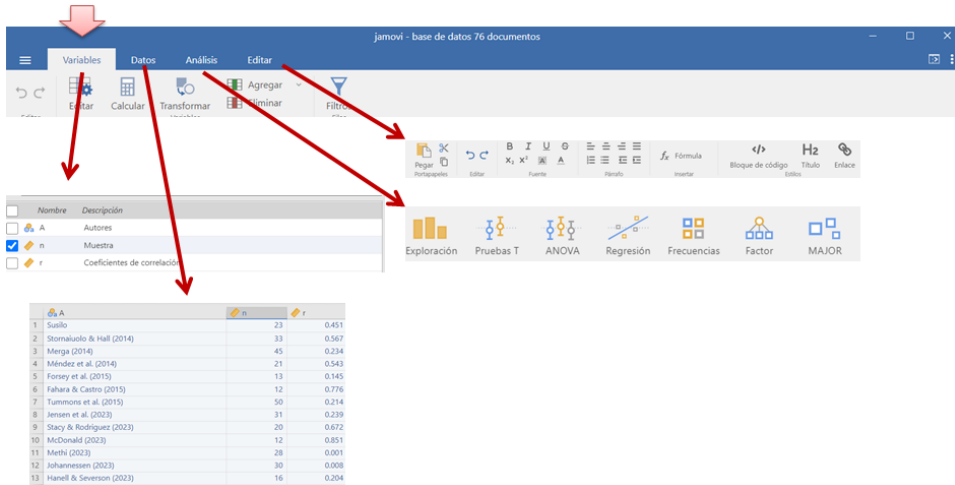 jamovi - base de datos 76 documentos
Variables Datos Análisis Editar
Editar Calcular Transformar Agregar Eliminar Filtros
Variables
Pegar
Portapapeles
Editar
B I U S
X₁ X² A A
Fuente
Párrafo
fx Fórmula
Insertar
</> H2
Bloque de código Título Enlace
Estilos
Nombre Descripción
A Autores
n Muestra
r Coeficientes de correlación
Exploración Pruebas T ANOVA Regresión Frecuencias Factor MAJOR
A n r
1 Susilo 23 0.451
2 Stornaiuolo & Hall (2014) 33 0.567
3 Merga (2014) 45 0.234
4 Méndez et al. (2014) 21 0.543
5 Forsey et al. (2015) 13 0.145
6 Fahara & Castro (2015) 12 0.776
7 Tummons et al. (2015) 50 0.214
8 Jensen et al. (2023) 31 0.239
9 Stacy & Rodriguez (2023) 20 0.672
10 McDonald (2023) 12 0.851
11 Methi (2023) 28 0.001
12 Johannessen (2023) 30 0.008
13 Hanell & Severson (2023) 16 0.204